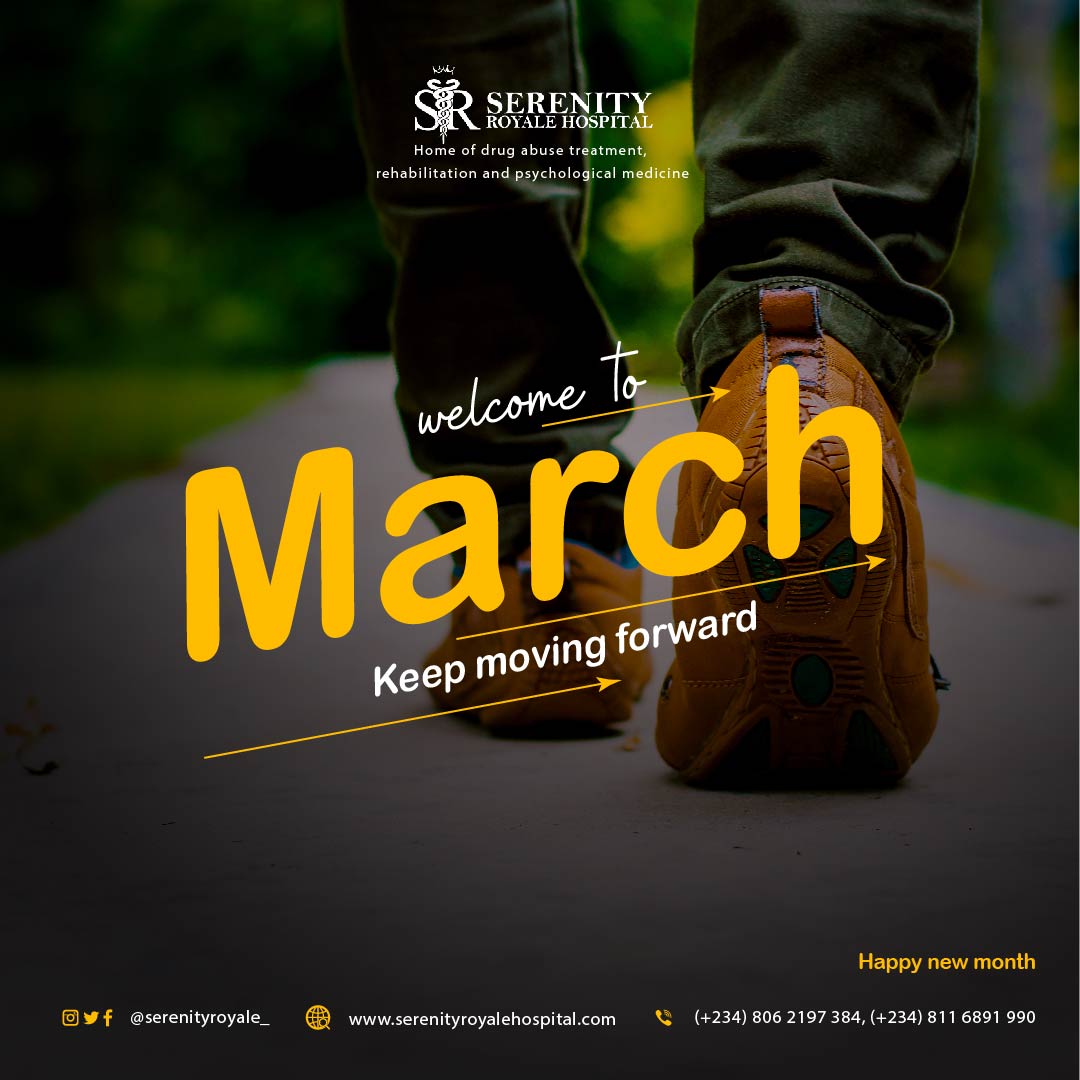 SR SERENITY
ROYALE HOSPITAL
Home of drug abuse treatment,
rehabilitation and psychological medicine
welcome To
March
Keep moving forward
Happy new month
@serenityroyale_ www.serenityroyalehospital.com (+234) 806 2197 384, (+234) 811 6891 990